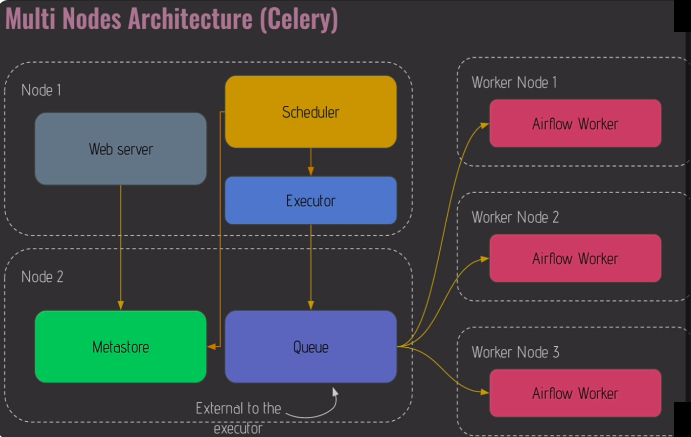 Multi Nodes Architecture (Celery)
Node 1
Web server
Scheduler
Executor
Node 2
Metastore
Queue
External to the
executor
Worker Node 1
Airflow Worker
Worker Node 2
Airflow Worker
Worker Node 3
Airflow Worker